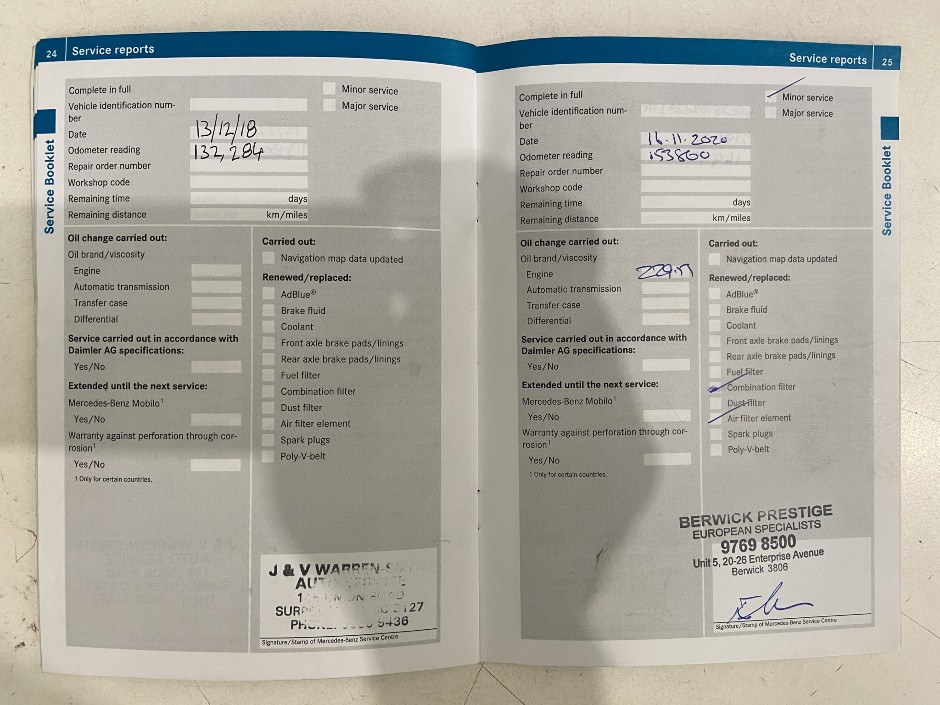 24 Service reports
Service Booklet
Complete in full
Minor service
Vehicle identification num-
ber
Major service
Date 13/12/18
Odometer reading 132,284
Repair order number
Workshop code
Remaining time days
Remaining distance km/miles
Oil change carried out:
Oil brand/viscosity
Engine
Automatic transmission
Transfer case
Differential
Service carried out in accordance with
Daimler AG specifications:
Yes/No
Extended until the next service:
Mercedes-Benz Mobilo¹
Yes/No
Warranty against perforation through cor-
rosion¹
Yes/No
¹ Only for certain countries.
Carried out:
Navigation map data updated
Renewed/replaced:
AdBlue®
Brake fluid
Coolant
Front axle brake pads/linings
Rear axle brake pads/linings
Fuel filter
Combination filter
Dust filter
Air filter element
Spark plugs
Poly-V-belt
J & V WARREN
Signature/Stamp of Mercedes-Benz Service Centre
Service reports 25
Service Booklet
Complete in full
Minor service
Vehicle identification num-
ber
Major service
Date 16.11.2020
Odometer reading 153860
Repair order number
Workshop code
Remaining time days
Remaining distance km/miles
Oil change carried out:
Oil brand/viscosity
Engine
Automatic transmission
Transfer case
Differential
Service carried out in accordance with
Daimler AG specifications:
Yes/No
Extended until the next service:
Mercedes-Benz Mobilo¹
Yes/No
Warranty against perforation through cor-
rosion¹
Yes/No
¹ Only for certain countries.
Carried out:
Navigation map data updated
Renewed/replaced:
AdBlue®
Brake fluid
Coolant
Front axle brake pads/linings
Rear axle brake pads/linings
Fuel filter
Combination filter
Dust filter
Air filter element
Spark plugs
Poly-V-belt
BERWICK PRESTIGE
EUROPEAN SPECIALISTS
9769 8500
Unit 5, 20-26 Enterprise Avenue
Berwick 3806
Signature/Stamp of Mercedes-Benz Service Centre